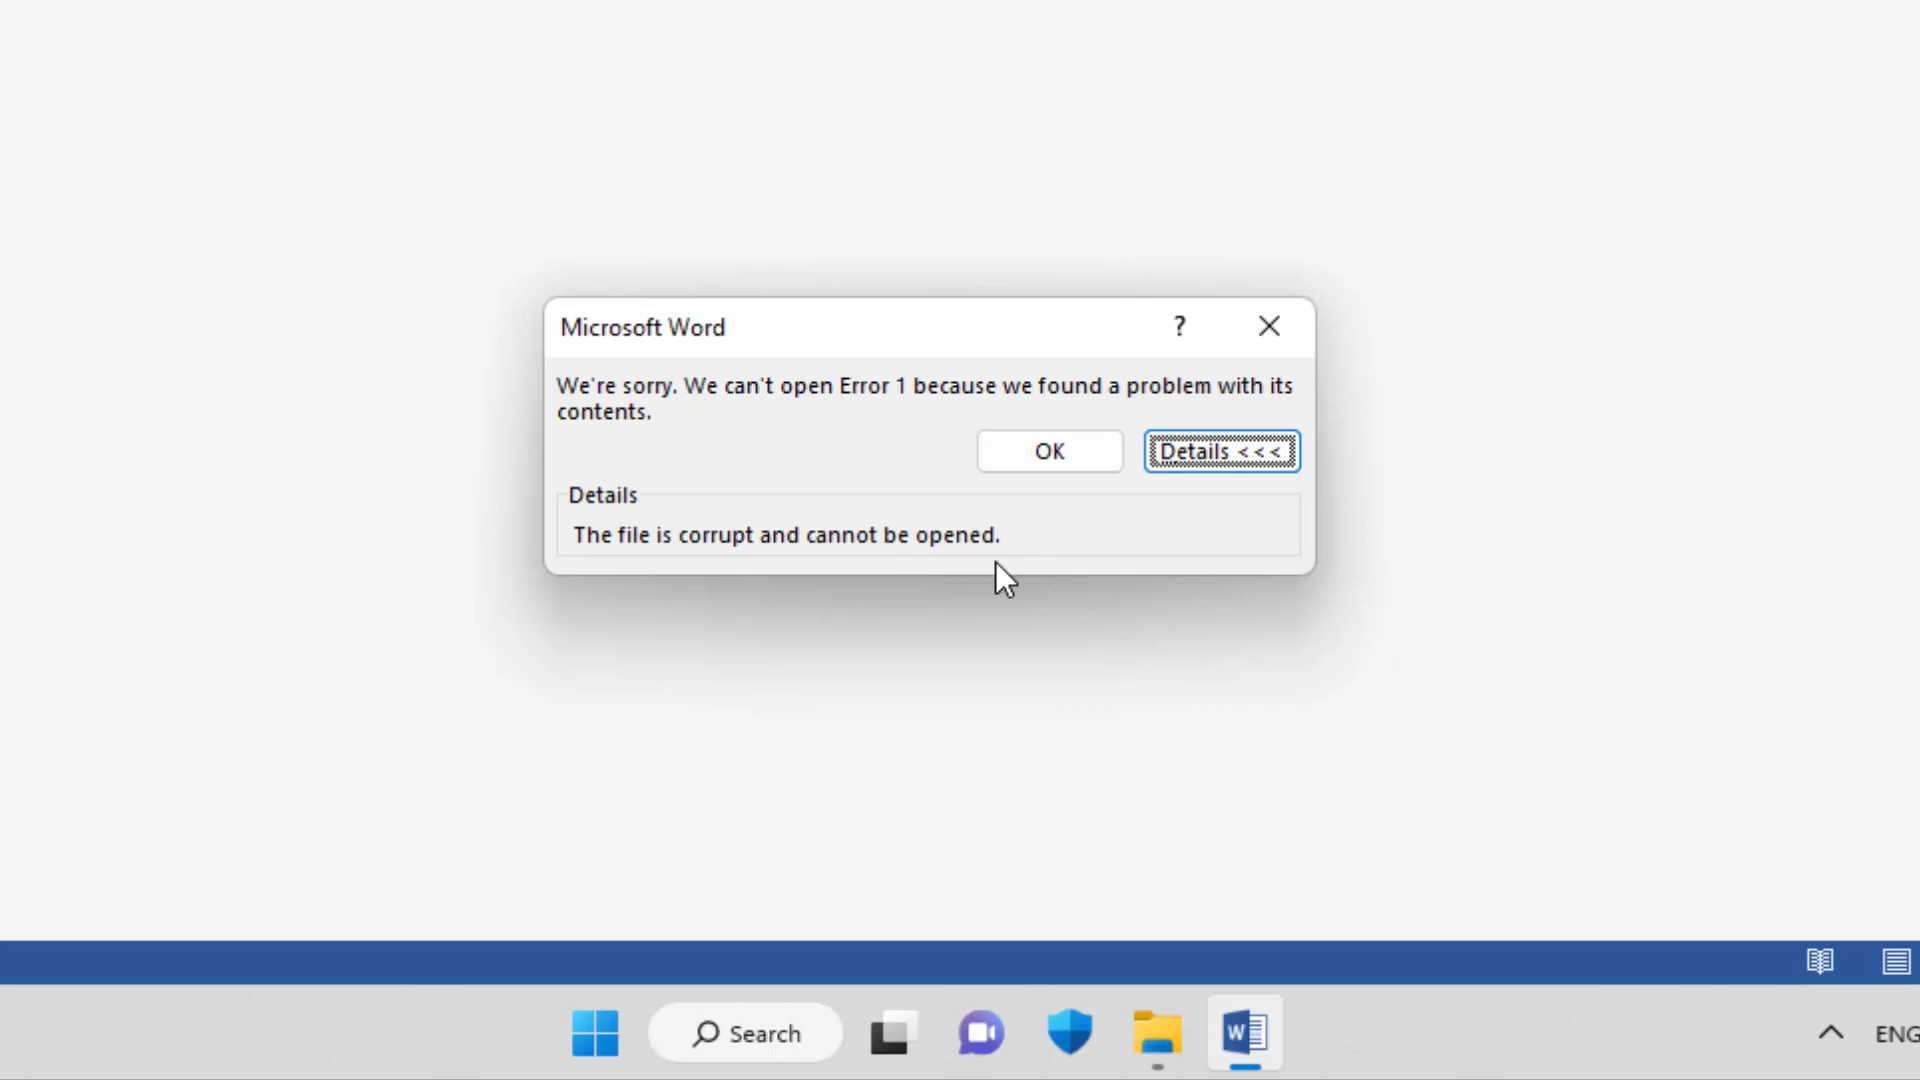 Microsoft Word
?
We're sorry. We can't open Error 1 because we found a problem with its
contents.
OK
Details <<<
Details
The file is corrupt and cannot be opened.
Search
W
ENG